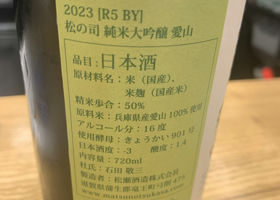 2023 [R5 BY]
松の司 純米大吟醸 愛山
品目:日本酒
原材料名:米(国産)、
米麹(国産米)
精米歩合:50%
原料米:兵庫県産愛山100%使用
アルコール分:16度
使用酵母:きょうかい901号
日本酒度:-3 酸度:1.4
内容量:720ml
杜氏:石田 敬三
製造者:松瀬酒造株式会社
滋賀県蒲生郡竜王町弓削475
www.matsunotsukasa.com